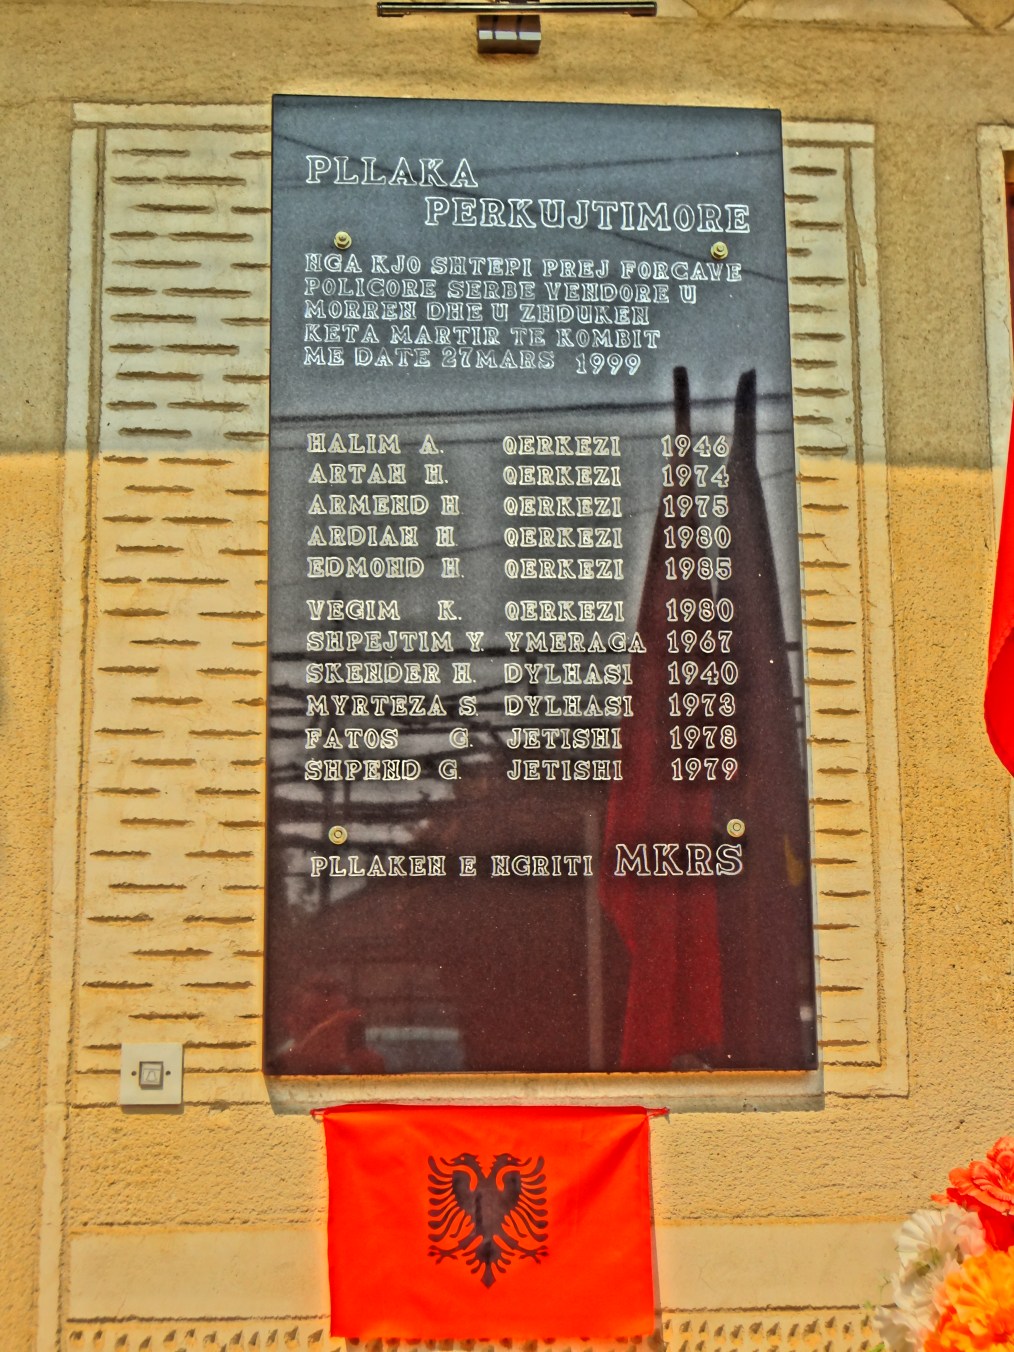 PLLAKA
PERKUJTIMORE
NGA KJO SHTEPI PREJ FORCAVE
POLICORE SERBE VENDORE U
MORREN DHE U ZHDUKEN
KETA MARTIR TE KOMBIT
ME DATE 27MARS 1999
HALIM A. QERKEZI 1946
ARTAN H. QERKEZI 1974
ARMEND H QERKEZI 1975
ARDIAN H QERKEZI 1980
EDMOND H. QERKEZI 1985
VEGIM K. QERKEZI 1980
SHPEJTIM Y. YMERAGA 1967
SKENDER H. DYLHASI 1940
MYRTEZA S. DYLHASI 1973
FATOS G. JETISHI 1978
SHPEND G. JETISHI 1979
PLLAKEN E NGRITI MKRS